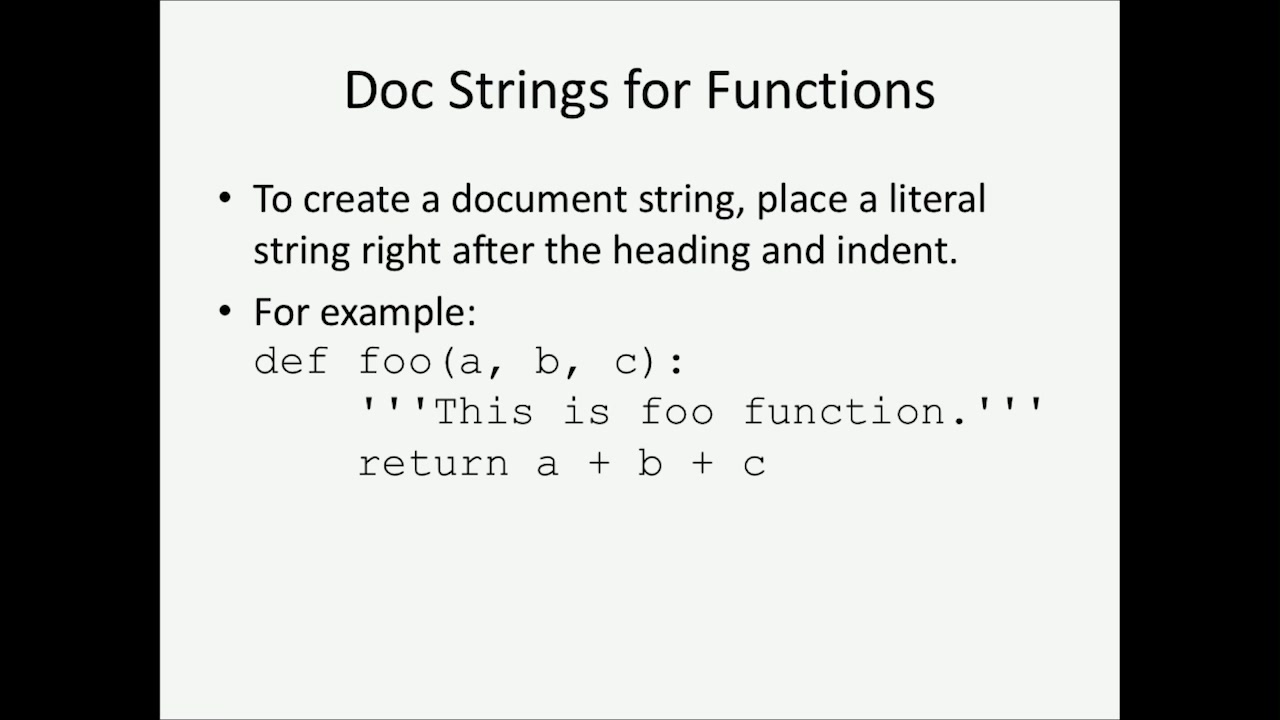 Doc Strings for Functions
• To create a document string, place a literal
string right after the heading and indent.
• For example:
def foo(a, b, c):
    '''This is foo function.'''
    return a + b + c